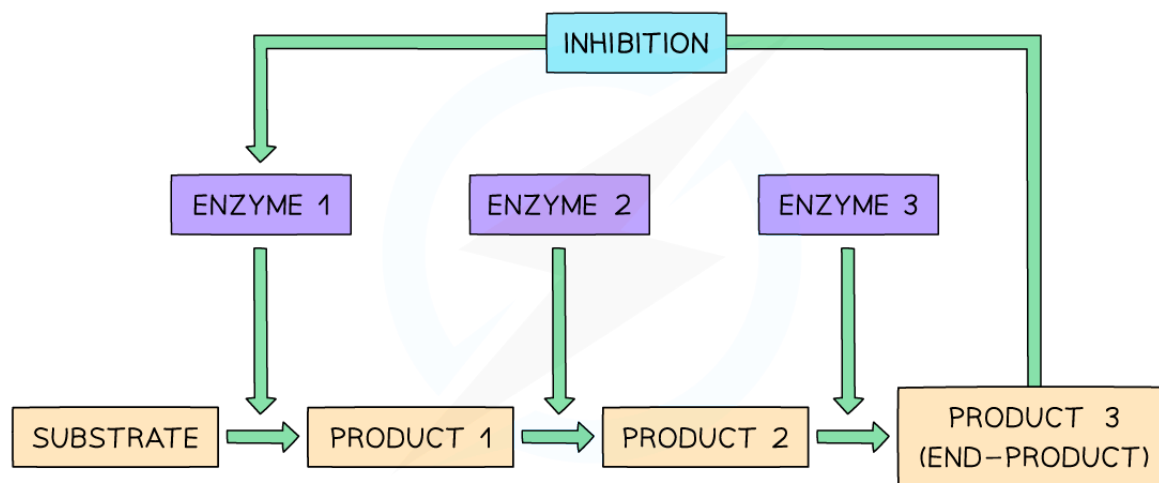 INHIBITION
ENZYME 1
ENZYME 2
ENZYME 3
SUBSTRATE
PRODUCT 1
PRODUCT 2
PRODUCT 3
(END-PRODUCT)